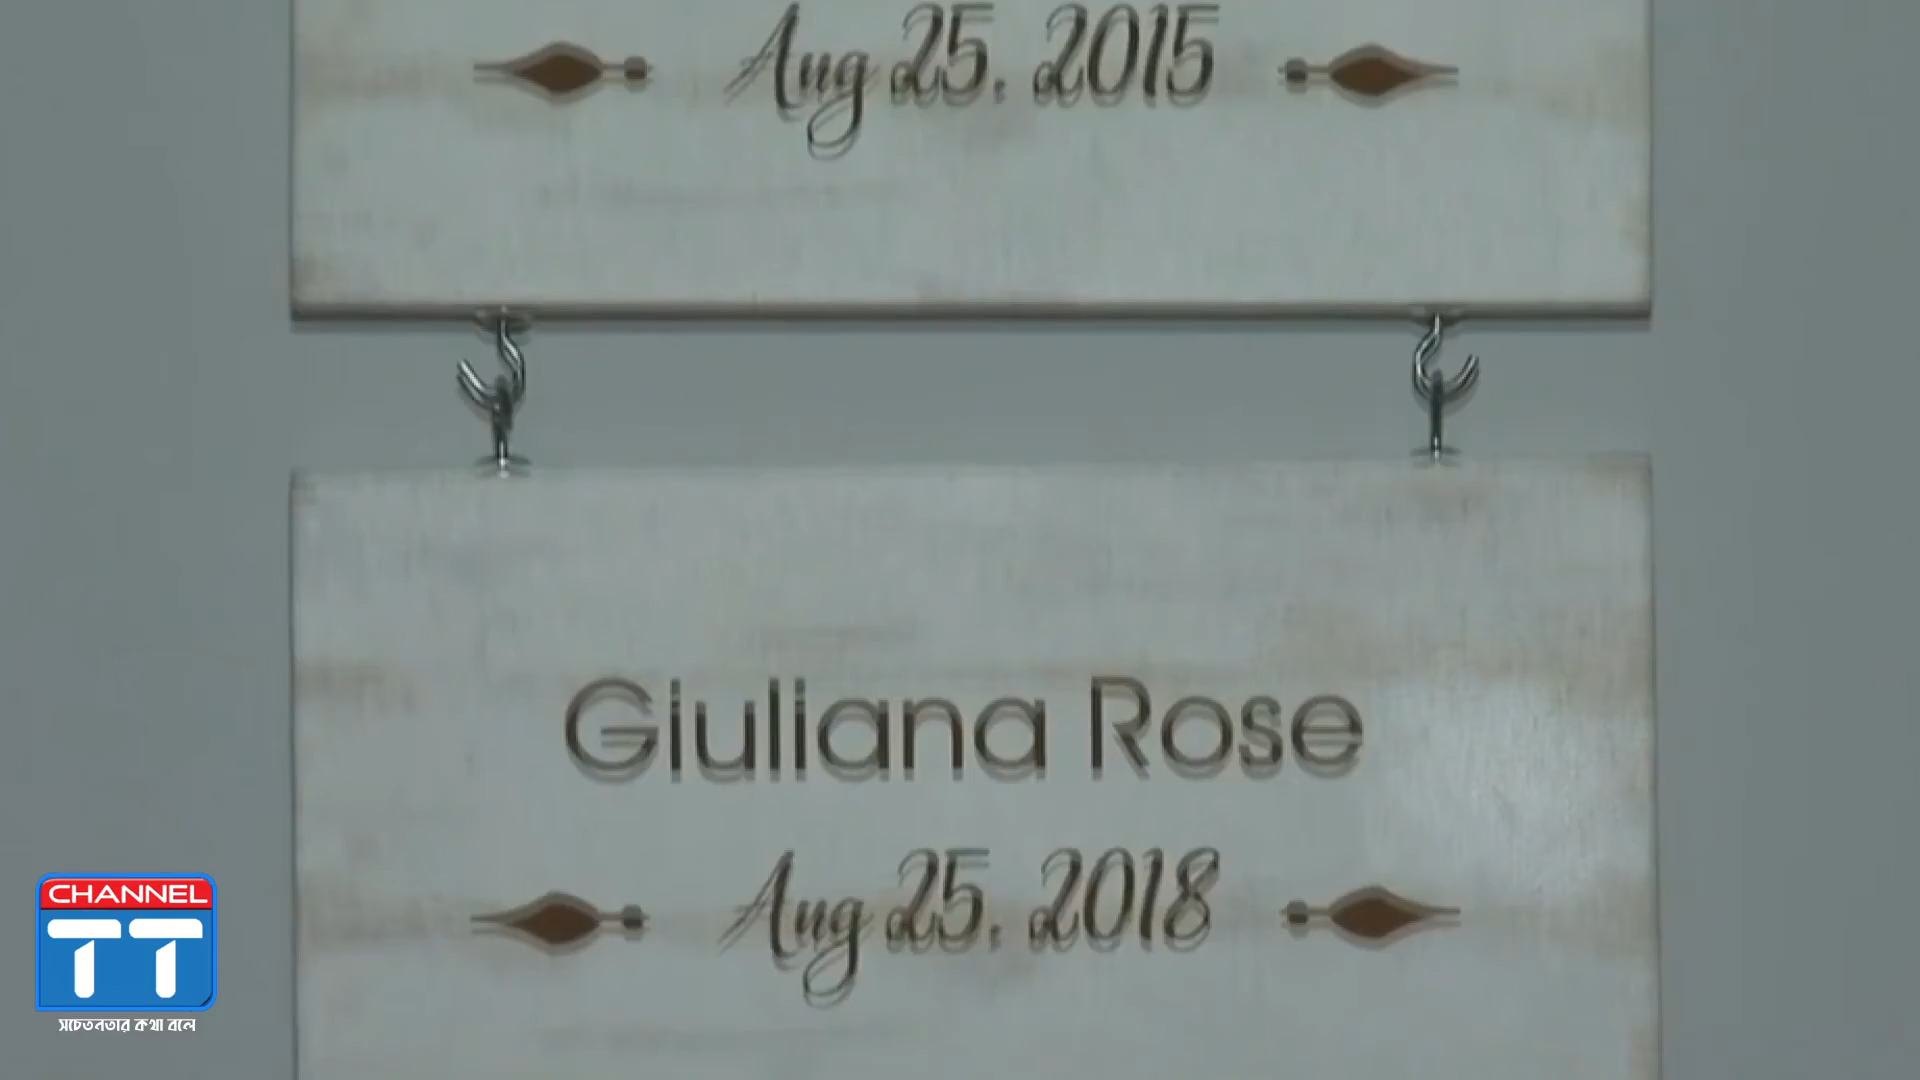 Aug 25, 2015
Giuliana Rose
Aug 25, 2018
CHANNEL
TT
সচেতনতার কথা বলে